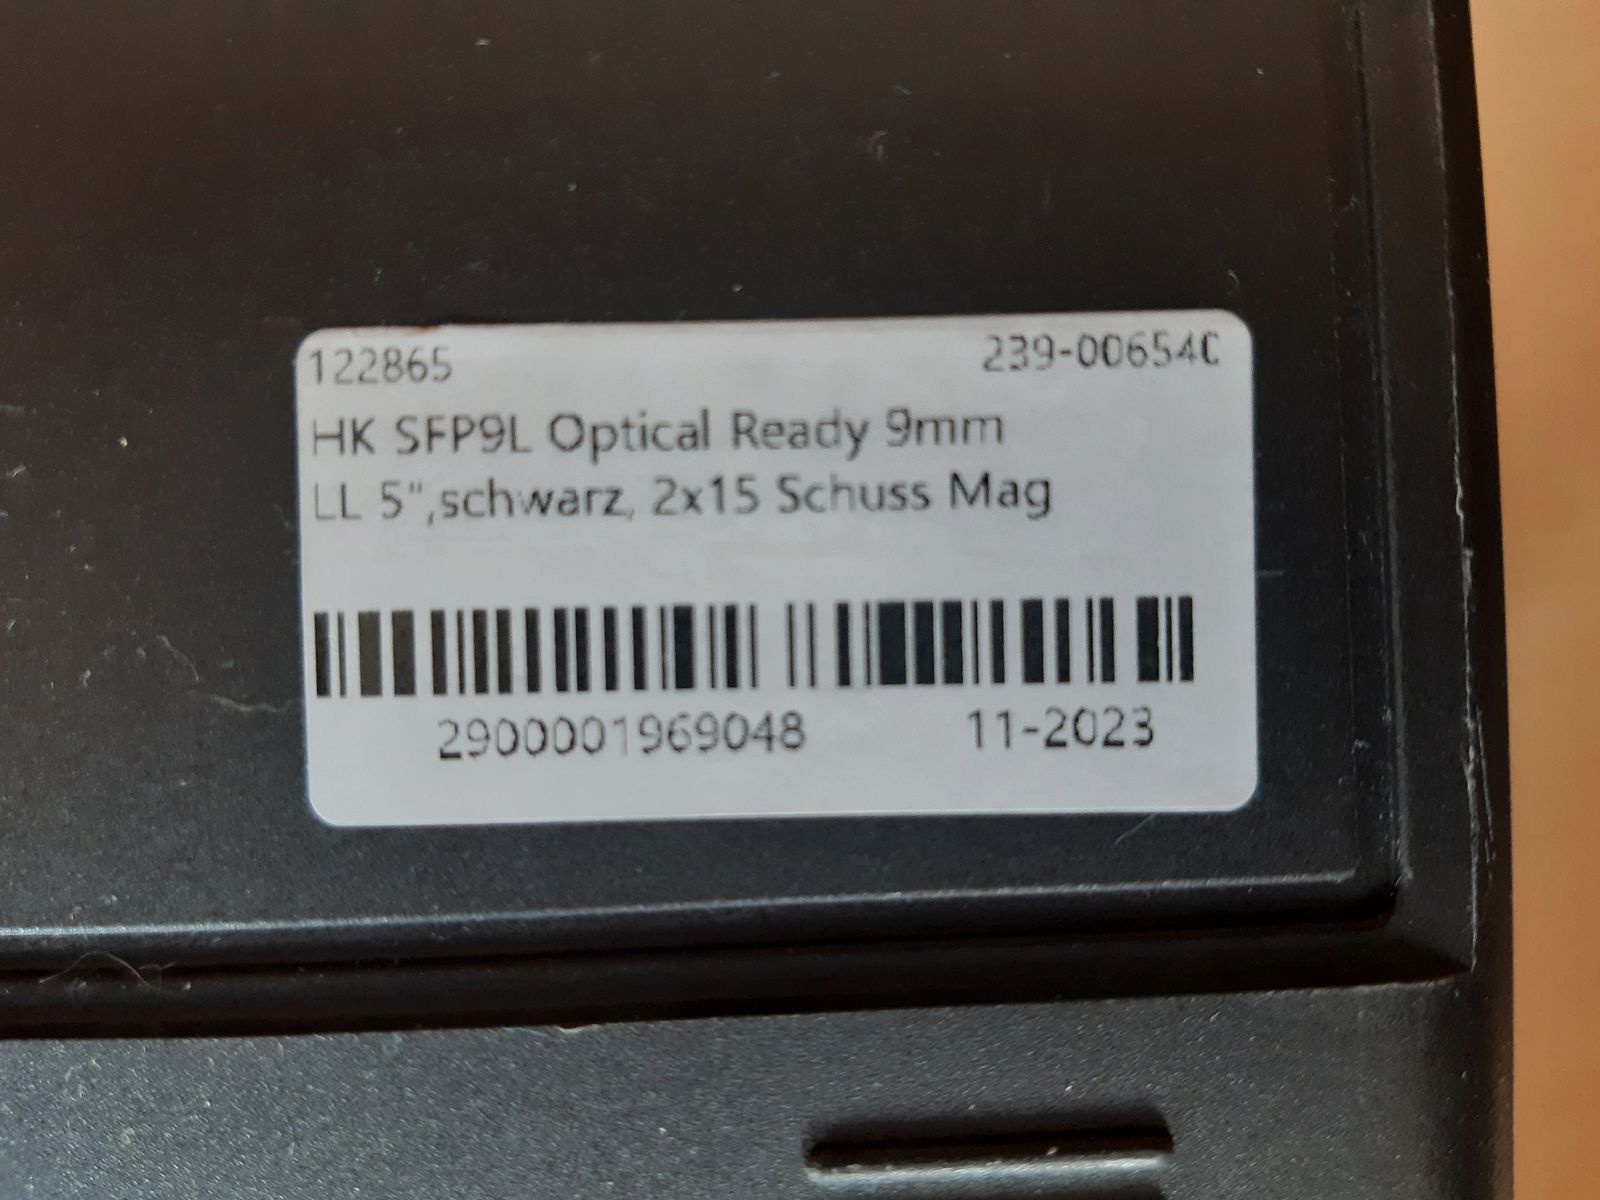 122865 239-00654C
HK SFP9L Optical Ready 9mm
LL 5",schwarz, 2x15 Schuss Mag
2900001969048 11-2023